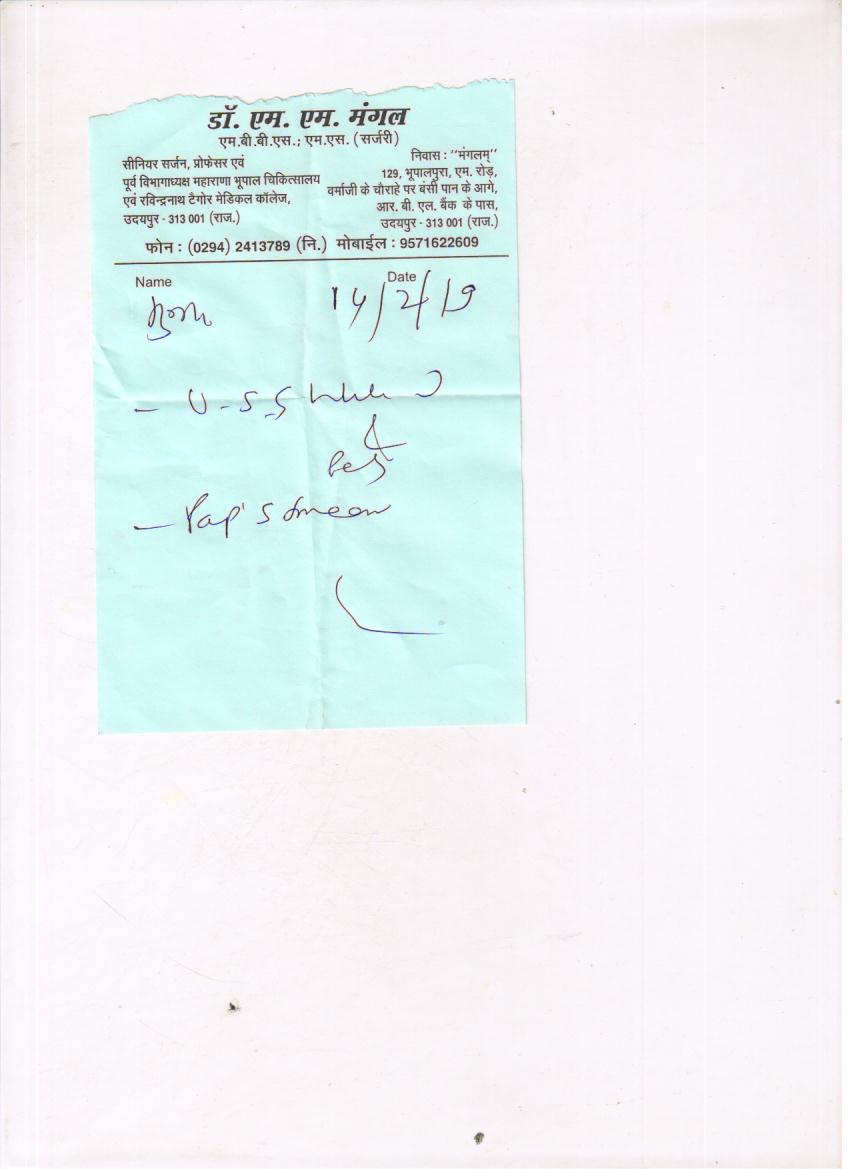 डॉ. एम. एम. मंगल
एम.बी.बी.एस.; एम.एस. (सर्जरी)
सीनियर सर्जन, प्रोफेसर एवं
पूर्व विभागाध्यक्ष महाराणा भूपाल चिकित्सालय
एवं रविन्द्रनाथ टैगोर मेडिकल कॉलेज,
उदयपुर - 313 001 (राज.)
निवास : "मंगलम्"
129, भूपालपुरा, एम. रोड़,
वर्माजी के चौराहे पर बंसी पान के आगे,
आर. बी. एल. बैंक के पास,
उदयपुर - 313 001 (राज.)
फोन : (0294) 2413789 (नि.) मोबाईल : 9571622609
Name Date
14/2/19
- U-S-G
&
- Pap's smear